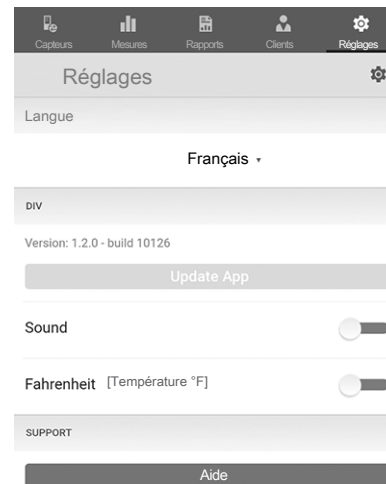 Capteurs Mesures Rapports Clients Réglages
Réglages
Langue
Français
DIV
Version: 1.2.0 - build 10126
Update App
Sound
Fahrenheit [Température °F]
SUPPORT
Aide